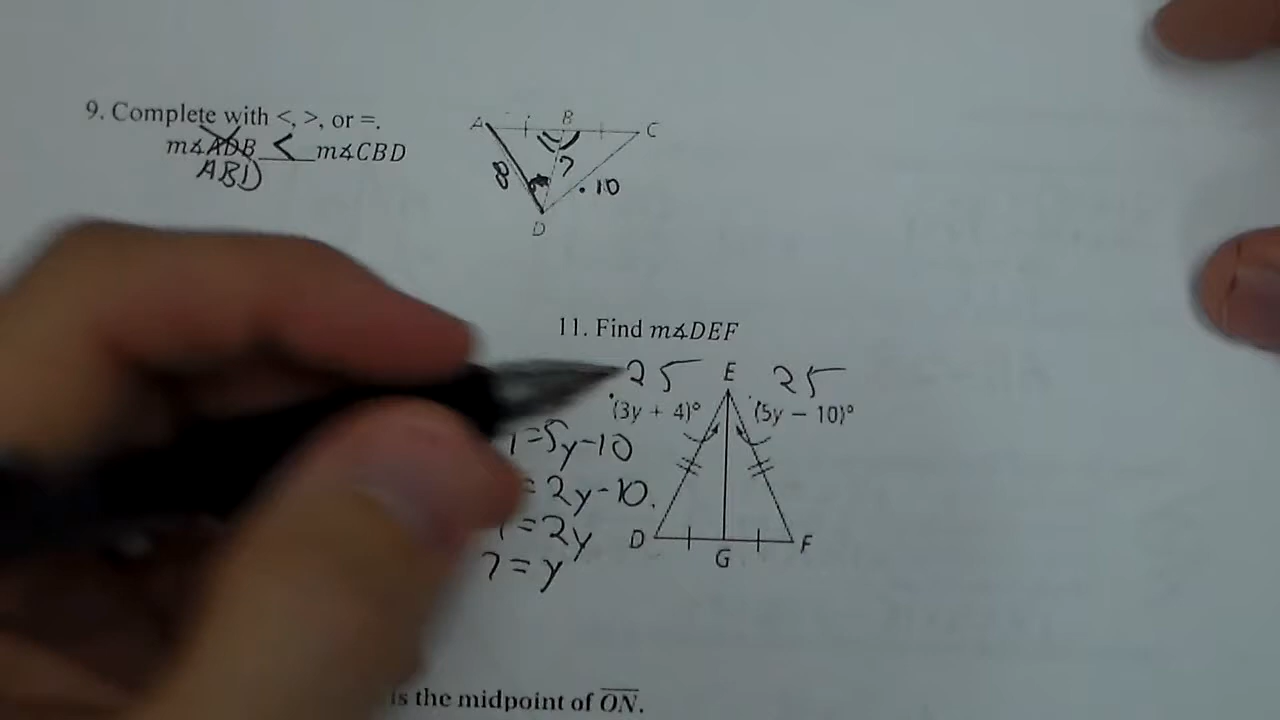 9. Complete with <, >, or =.
m∡ADB < m∡CBD
ABD
A B C
8 7 10
D
11. Find m∡DEF
25 E 25
(3y + 4)° (5y − 10)°
=5y-10
= 2y-10
= 2y
7 = y
D G F
is the midpoint of ON.